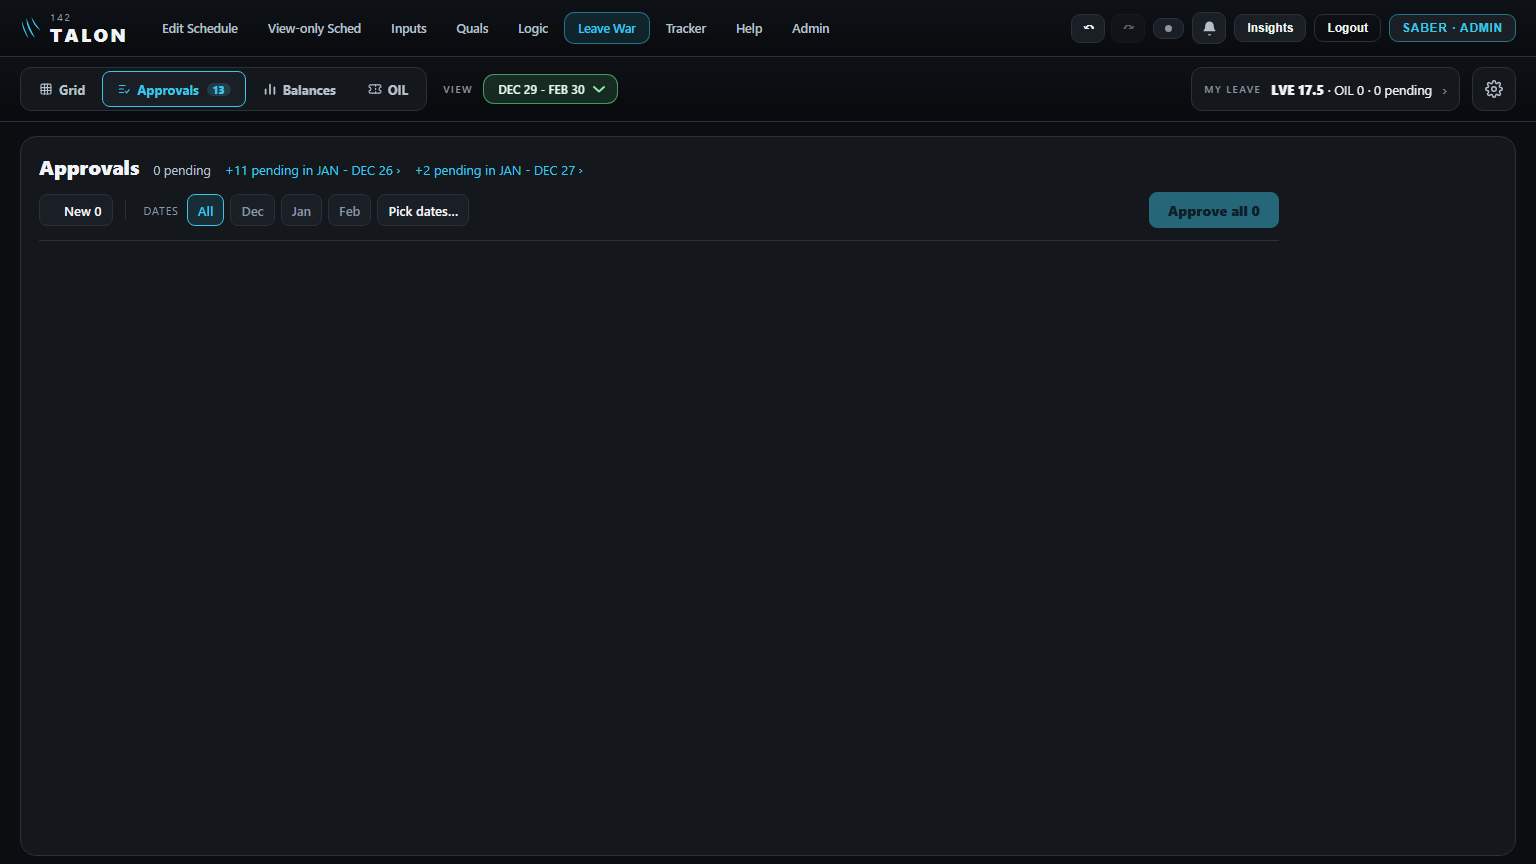 142
TALON
Edit Schedule
View-only Sched
Inputs
Quals
Logic
Leave War
Tracker
Help
Admin
Insights
Logout
SABER · ADMIN
Grid
Approvals 13
Balances
OIL
VIEW
DEC 29 - FEB 30
MY LEAVE LVE 17.5 · OIL 0 · 0 pending ›
Approvals 0 pending +11 pending in JAN - DEC 26 › +2 pending in JAN - DEC 27 ›
New 0
DATES
All
Dec
Jan
Feb
Pick dates...
Approve all 0